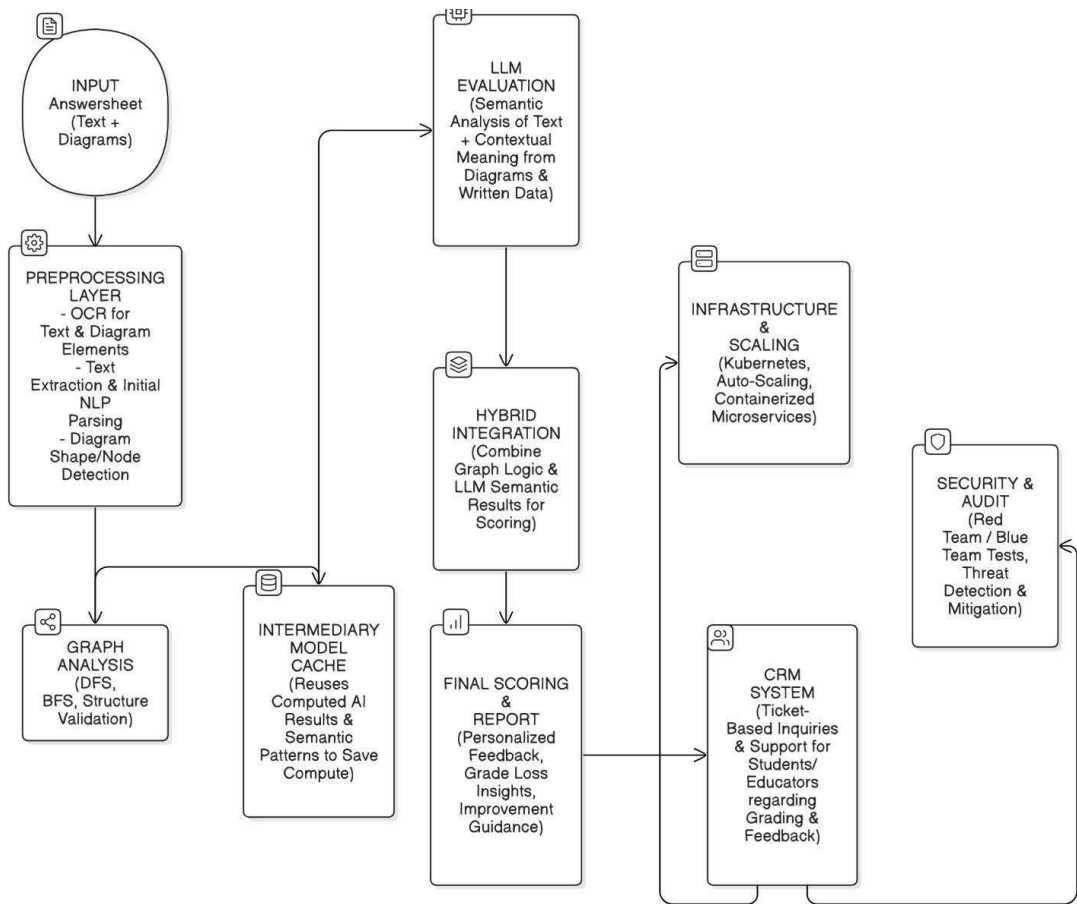 INPUT
Answersheet
(Text +
Diagrams)
PREPROCESSING
LAYER
- OCR for
Text & Diagram
Elements
- Text
Extraction & Initial
NLP
Parsing
- Diagram
Shape/Node
Detection
GRAPH
ANALYSIS
(DFS,
BFS, Structure
Validation)
INTERMEDIARY
MODEL
CACHE
(Reuses
Computed AI
Results &
Semantic
Patterns to Save
Compute)
LLM
EVALUATION
(Semantic
Analysis of Text
+ Contextual
Meaning from
Diagrams &
Written Data)
HYBRID
INTEGRATION
(Combine
Graph Logic &
LLM Semantic
Results for
Scoring)
FINAL SCORING
&
REPORT
(Personalized
Feedback,
Grade Loss
Insights,
Improvement
Guidance)
INFRASTRUCTURE
&
SCALING
(Kubernetes,
Auto-Scaling,
Containerized
Microservices)
CRM
SYSTEM
(Ticket-
Based Inquiries
& Support for
Students/
Educators
regarding
Grading &
Feedback)
SECURITY &
AUDIT
(Red
Team / Blue
Team Tests,
Threat
Detection &
Mitigation)